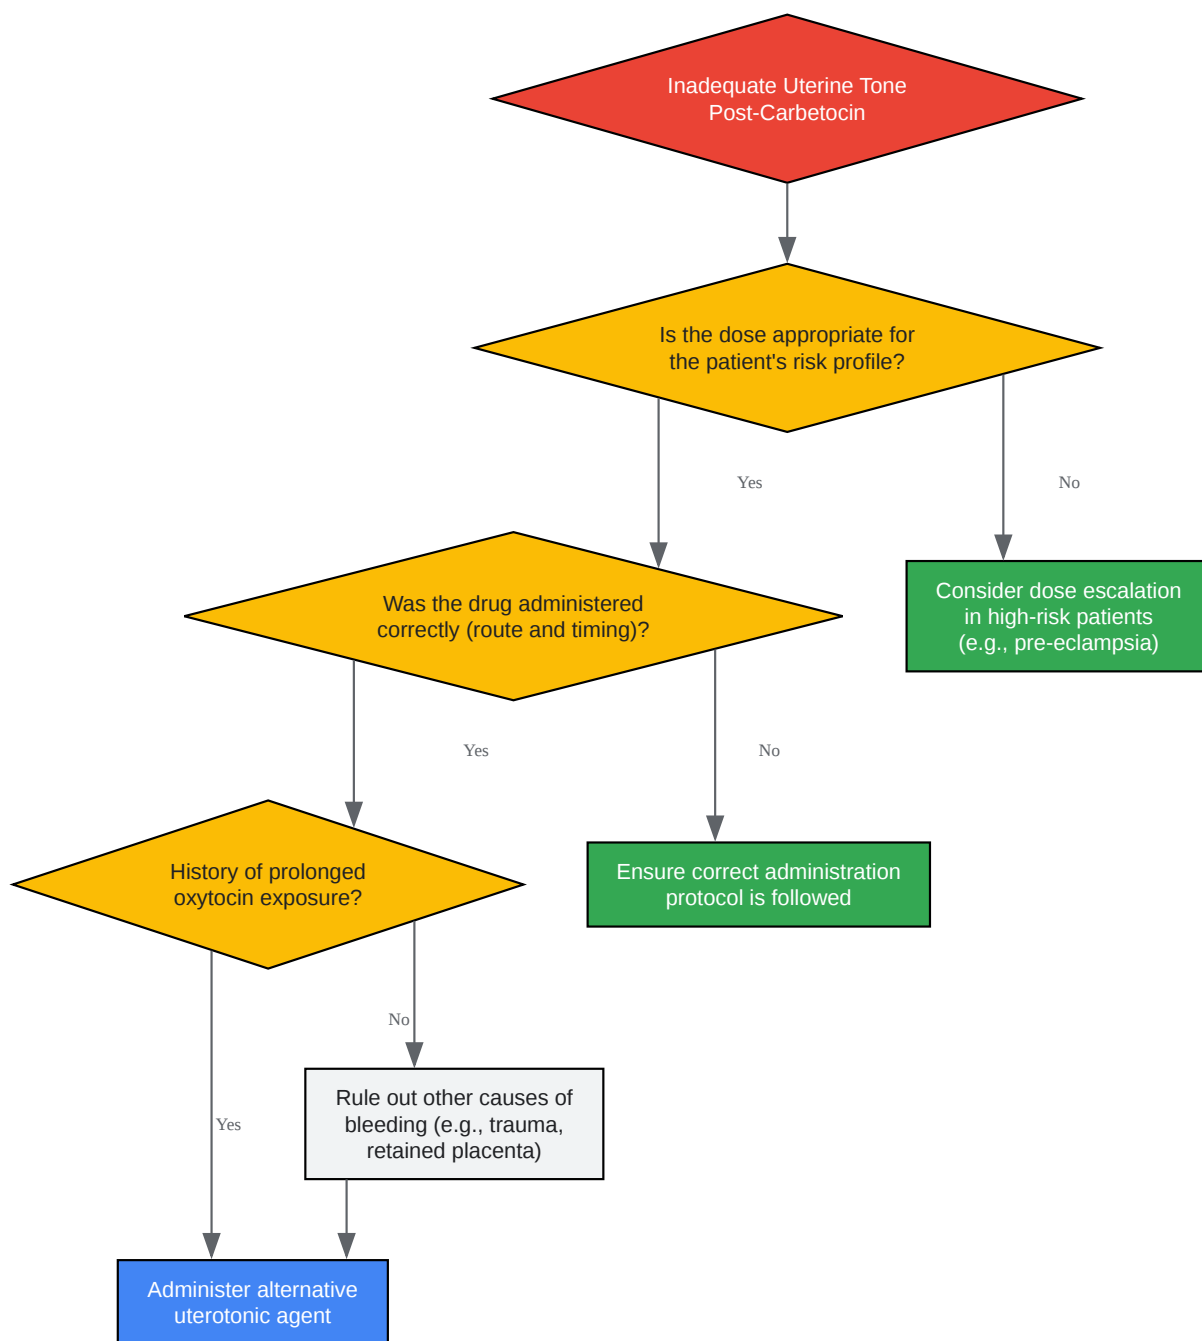 Inadequate Uterine Tone
Post-Carbetocin
Is the dose appropriate for
the patient's risk profile?
Yes
No
Consider dose escalation
in high-risk patients
(e.g., pre-eclampsia)
Was the drug administered
correctly (route and timing)?
Yes
No
Ensure correct administration
protocol is followed
History of prolonged
oxytocin exposure?
No
Rule out other causes of
bleeding (e.g., trauma,
retained placenta)
Yes
Administer alternative
uterotonic agent